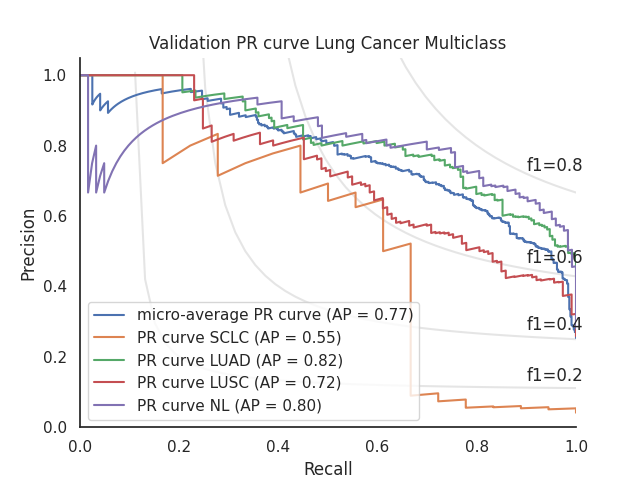 Validation PR curve Lung Cancer Multiclass
Precision
1.0
0.8
0.6
0.4
0.2
0.0
f1=0.8
f1=0.6
f1=0.4
f1=0.2
micro-average PR curve (AP = 0.77)
PR curve SCLC (AP = 0.55)
PR curve LUAD (AP = 0.82)
PR curve LUSC (AP = 0.72)
PR curve NL (AP = 0.80)
0.0 0.2 0.4 0.6 0.8 1.0
Recall